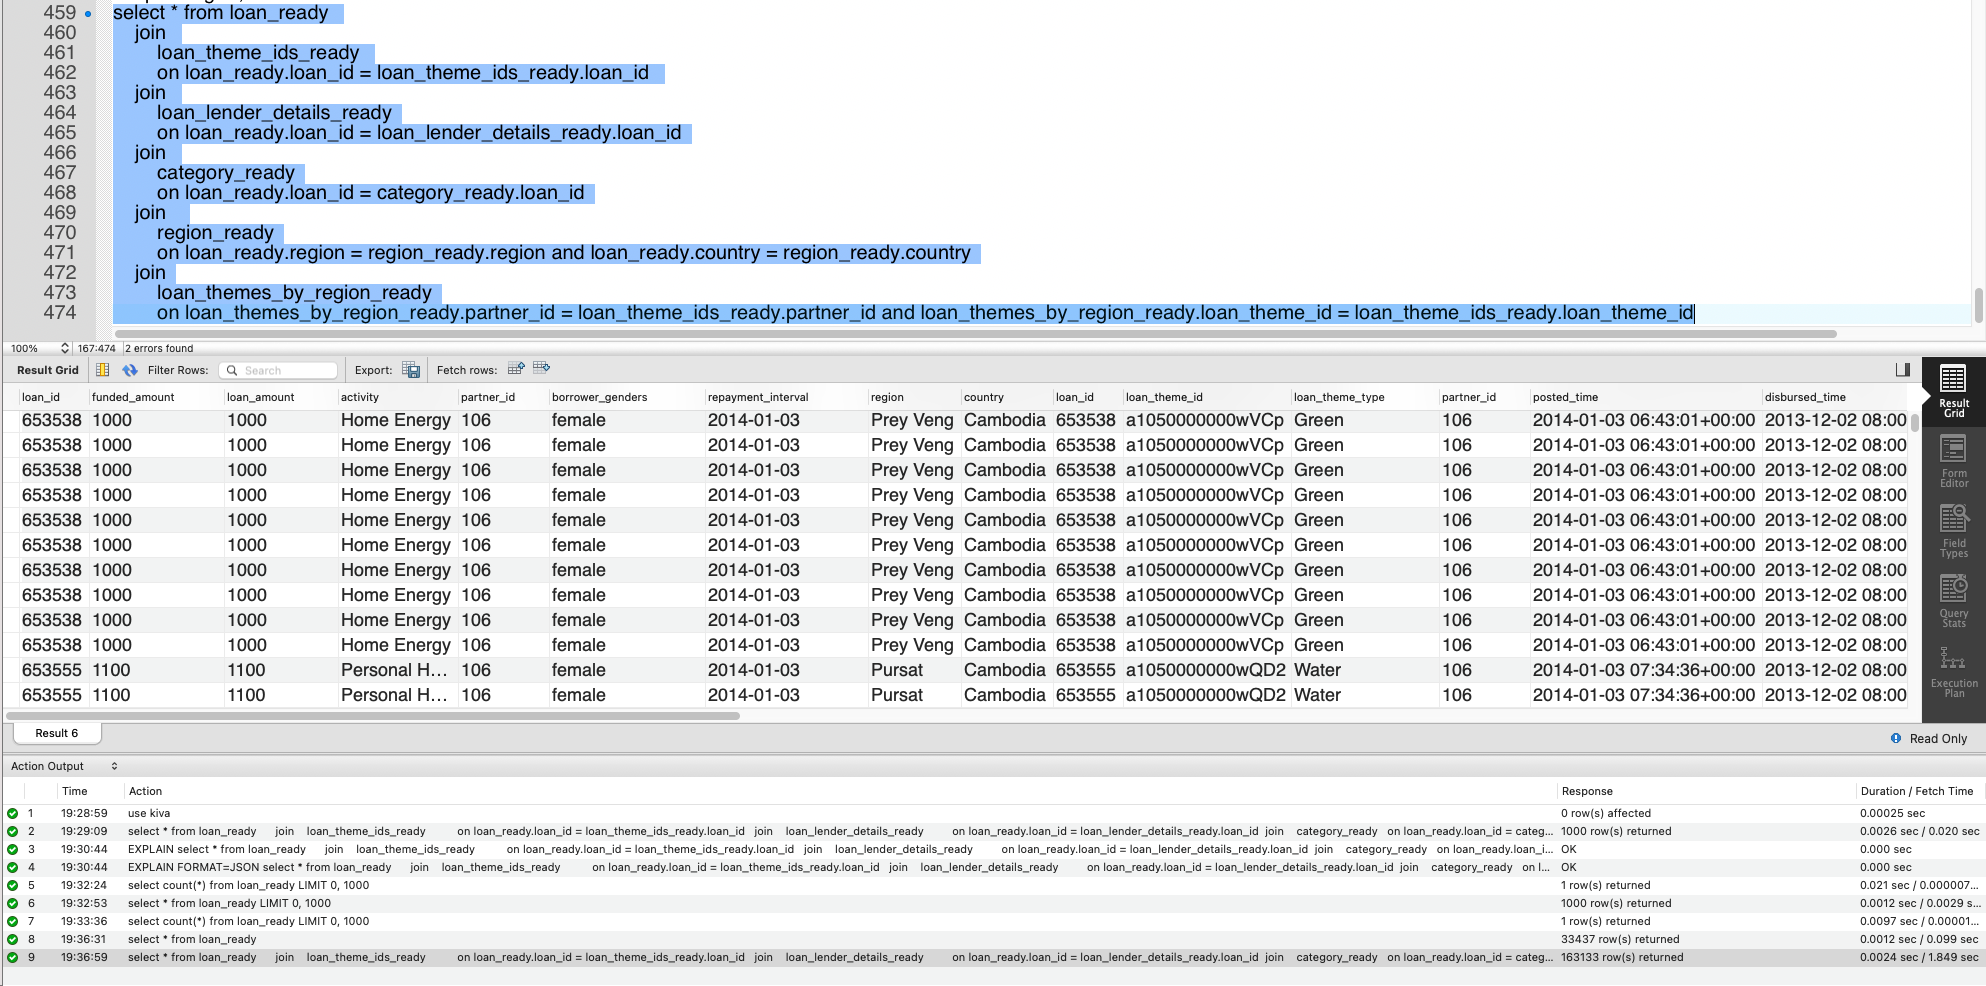 459 select * from loan_ready
460 join
461 loan_theme_ids_ready
462 on loan_ready.loan_id = loan_theme_ids_ready.loan_id
463 join
464 loan_lender_details_ready
465 on loan_ready.loan_id = loan_lender_details_ready.loan_id
466 join
467 category_ready
468 on loan_ready.loan_id = category_ready.loan_id
469 join
470 region_ready
471 on loan_ready.region = region_ready.region and loan_ready.country = region_ready.country
472 join
473 loan_themes_by_region_ready
474 on loan_themes_by_region_ready.partner_id = loan_theme_ids_ready.partner_id and loan_themes_by_region_ready.loan_theme_id = loan_theme_ids_ready.loan_theme_id
100% 167:474 2 errors found
Result Grid Filter Rows: Search Export: Fetch rows:
loan_id funded_amount loan_amount activity partner_id borrower_genders repayment_interval region country loan_id loan_theme_id loan_theme_type partner_id posted_time disbursed_time
653538 1000 1000 Home Energy 106 female 2014-01-03 Prey Veng Cambodia 653538 a1050000000wVCp Green 106 2014-01-03 06:43:01+00:00 2013-12-02 08:00
653538 1000 1000 Home Energy 106 female 2014-01-03 Prey Veng Cambodia 653538 a1050000000wVCp Green 106 2014-01-03 06:43:01+00:00 2013-12-02 08:00
653538 1000 1000 Home Energy 106 female 2014-01-03 Prey Veng Cambodia 653538 a1050000000wVCp Green 106 2014-01-03 06:43:01+00:00 2013-12-02 08:00
653538 1000 1000 Home Energy 106 female 2014-01-03 Prey Veng Cambodia 653538 a1050000000wVCp Green 106 2014-01-03 06:43:01+00:00 2013-12-02 08:00
653538 1000 1000 Home Energy 106 female 2014-01-03 Prey Veng Cambodia 653538 a1050000000wVCp Green 106 2014-01-03 06:43:01+00:00 2013-12-02 08:00
653538 1000 1000 Home Energy 106 female 2014-01-03 Prey Veng Cambodia 653538 a1050000000wVCp Green 106 2014-01-03 06:43:01+00:00 2013-12-02 08:00
653538 1000 1000 Home Energy 106 female 2014-01-03 Prey Veng Cambodia 653538 a1050000000wVCp Green 106 2014-01-03 06:43:01+00:00 2013-12-02 08:00
653538 1000 1000 Home Energy 106 female 2014-01-03 Prey Veng Cambodia 653538 a1050000000wVCp Green 106 2014-01-03 06:43:01+00:00 2013-12-02 08:00
653538 1000 1000 Home Energy 106 female 2014-01-03 Prey Veng Cambodia 653538 a1050000000wVCp Green 106 2014-01-03 06:43:01+00:00 2013-12-02 08:00
653538 1000 1000 Home Energy 106 female 2014-01-03 Prey Veng Cambodia 653538 a1050000000wVCp Green 106 2014-01-03 06:43:01+00:00 2013-12-02 08:00
653555 1100 1100 Personal H... 106 female 2014-01-03 Pursat Cambodia 653555 a1050000000wQD2 Water 106 2014-01-03 07:34:36+00:00 2013-12-02 08:00
653555 1100 1100 Personal H... 106 female 2014-01-03 Pursat Cambodia 653555 a1050000000wQD2 Water 106 2014-01-03 07:34:36+00:00 2013-12-02 08:00
Result
Grid
Form
Editor
Field
Types
Query
Stats
Execution
Plan
Result 6 Read Only
Action Output
Time Action Response Duration / Fetch Time
1 19:28:59 use kiva 0 row(s) affected 0.00025 sec
2 19:29:09 select * from loan_ready join loan_theme_ids_ready on loan_ready.loan_id = loan_theme_ids_ready.loan_id join loan_lender_details_ready on loan_ready.loan_id = loan_lender_details_ready.loan_id join category_ready on loan_ready.loan_id = categ... 1000 row(s) returned 0.0026 sec / 0.020 sec
3 19:30:44 EXPLAIN select * from loan_ready join loan_theme_ids_ready on loan_ready.loan_id = loan_theme_ids_ready.loan_id join loan_lender_details_ready on loan_ready.loan_id = loan_lender_details_ready.loan_id join category_ready on loan_ready.loan_i... OK 0.000 sec
4 19:30:44 EXPLAIN FORMAT=JSON select * from loan_ready join loan_theme_ids_ready on loan_ready.loan_id = loan_theme_ids_ready.loan_id join loan_lender_details_ready on loan_ready.loan_id = loan_lender_details_ready.loan_id join category_ready on l... OK 0.000 sec
5 19:32:24 select count(*) from loan_ready LIMIT 0, 1000 1 row(s) returned 0.021 sec / 0.000007...
6 19:32:53 select * from loan_ready LIMIT 0, 1000 1000 row(s) returned 0.0012 sec / 0.0029 s...
7 19:33:36 select count(*) from loan_ready LIMIT 0, 1000 1 row(s) returned 0.0097 sec / 0.00001...
8 19:36:31 select * from loan_ready 33437 row(s) returned 0.0012 sec / 0.099 sec
9 19:36:59 select * from loan_ready join loan_theme_ids_ready on loan_ready.loan_id = loan_theme_ids_ready.loan_id join loan_lender_details_ready on loan_ready.loan_id = loan_lender_details_ready.loan_id join category_ready on loan_ready.loan_id = categ... 163133 row(s) returned 0.0024 sec / 1.849 sec